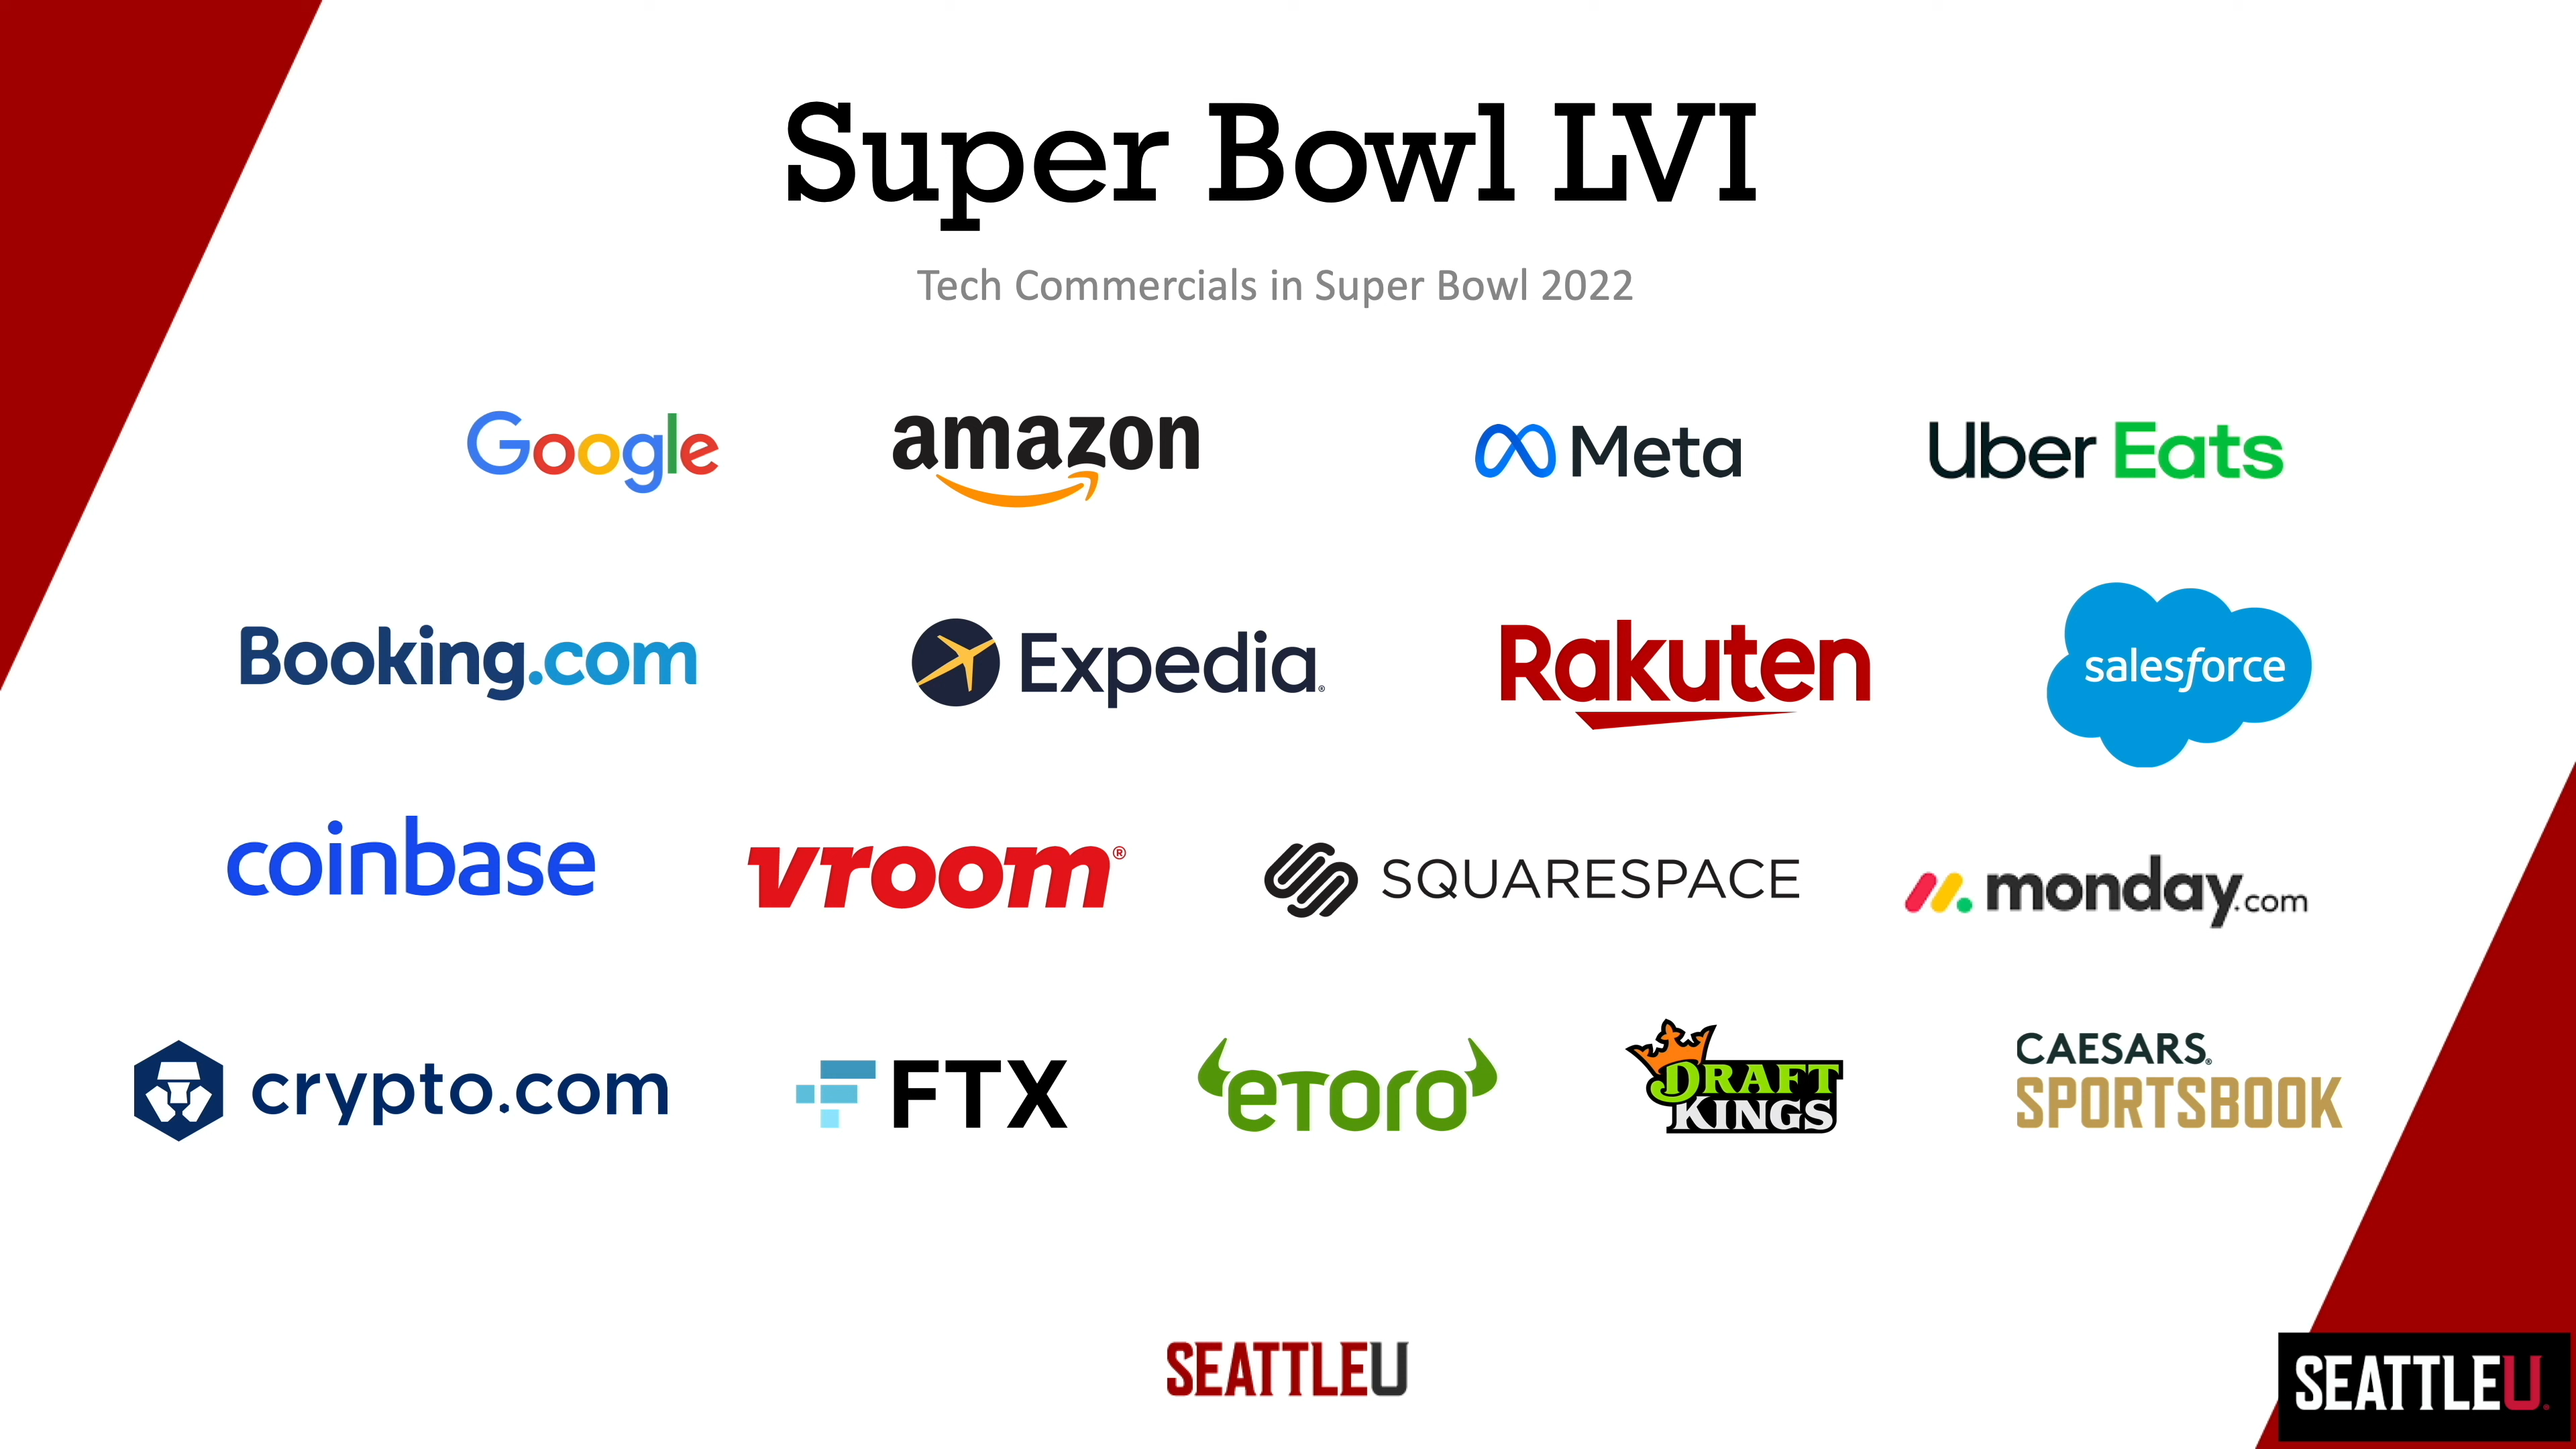 Super Bowl LVI
Tech Commercials in Super Bowl 2022
Google amazon Meta Uber Eats
Booking.com Expedia® Rakuten salesforce
coinbase vroom® SQUARESPACE monday.com
crypto.com FTX eToro DRAFT KINGS CAESARS® SPORTSBOOK
SEATTLEU
SEATTLEU